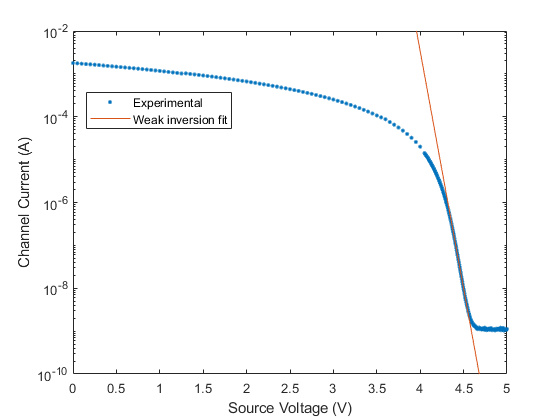 10^-2
10^-4
10^-6
10^-8
10^-10
Channel Current (A)
Experimental
Weak inversion fit
0 0.5 1 1.5 2 2.5 3 3.5 4 4.5 5
Source Voltage (V)